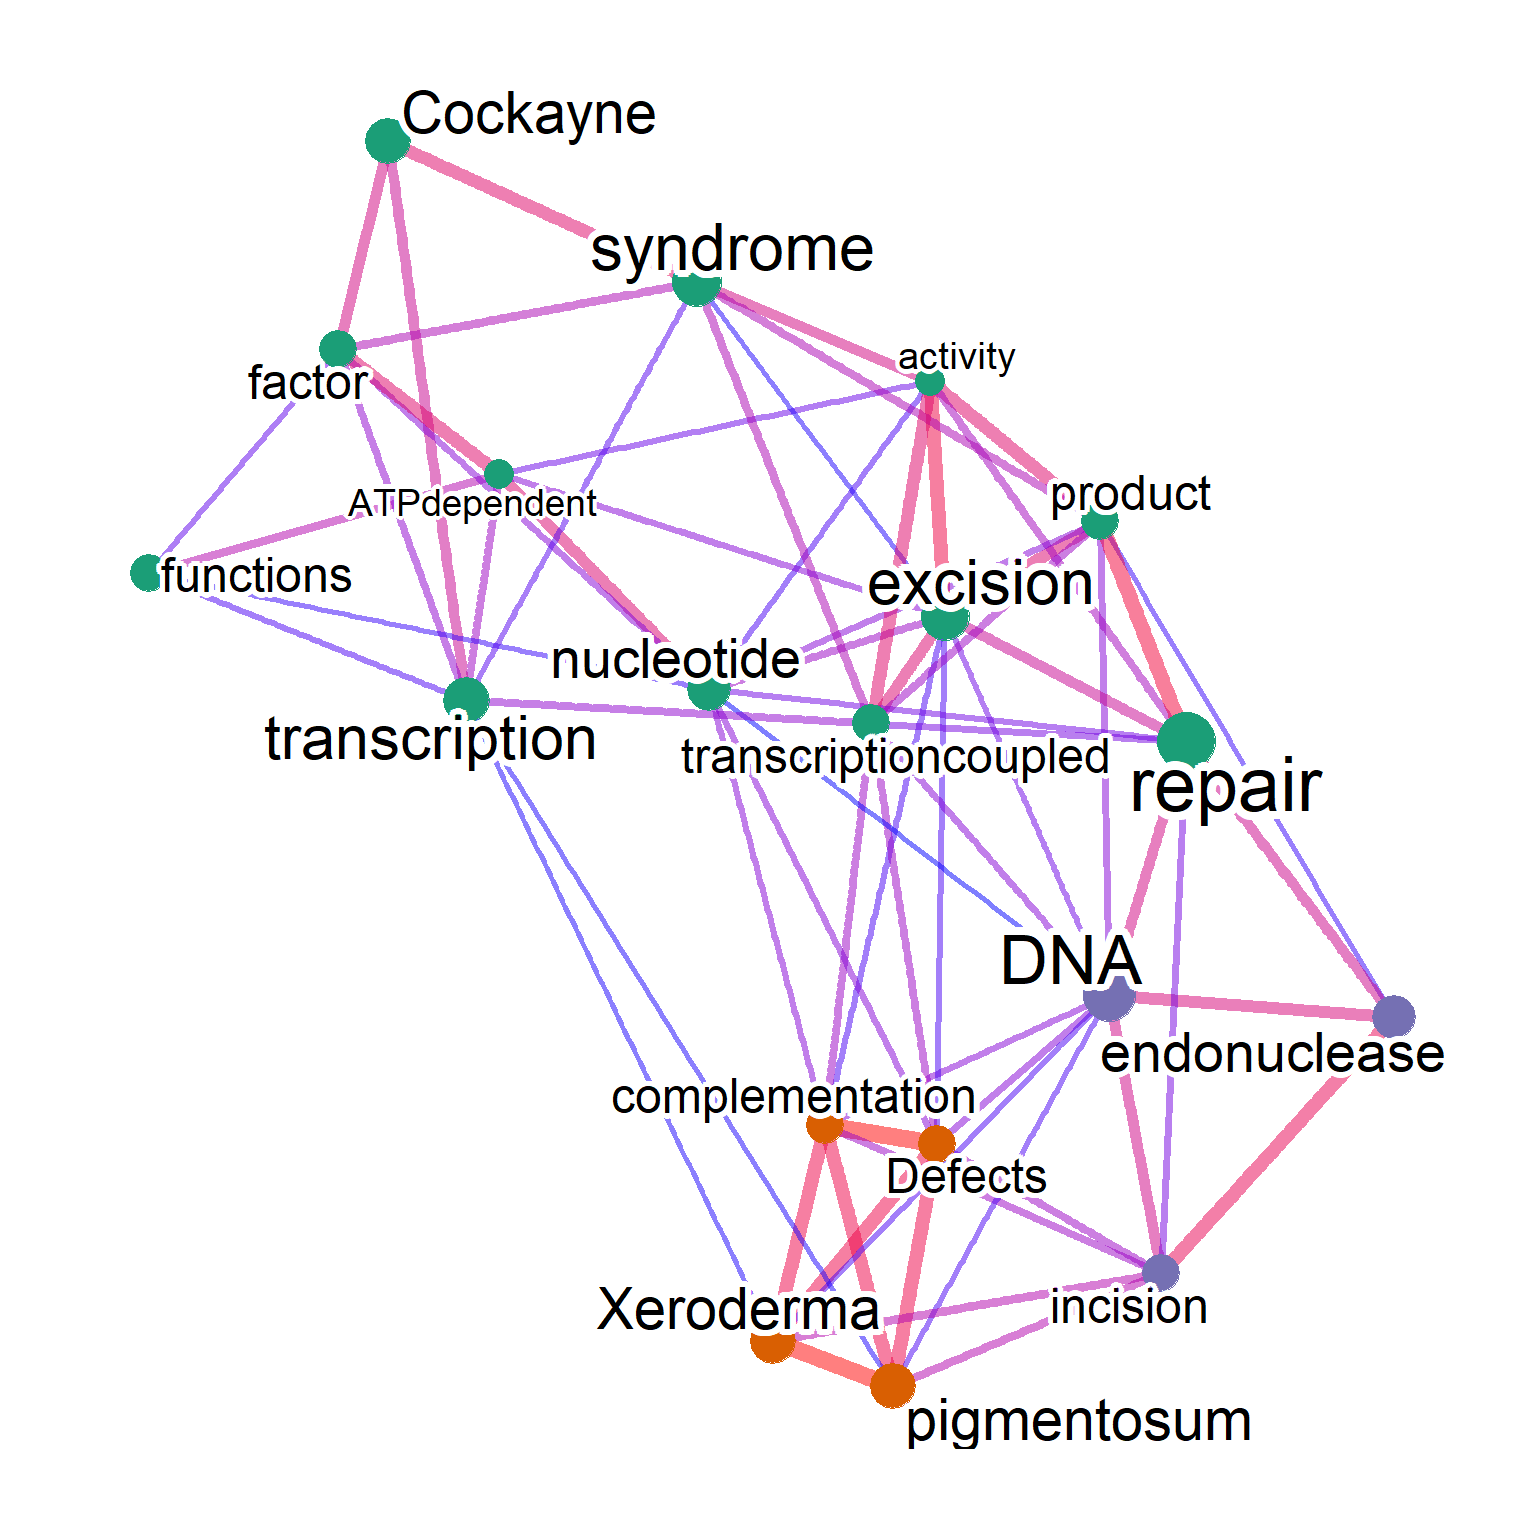 Cockayne
syndrome
activity
factor
product
ATPdependent
functions
excision
nucleotide
transcription
transcriptioncoupled
repair
DNA
endonuclease
complementation
Defects
Xeroderma
incision
pigmentosum